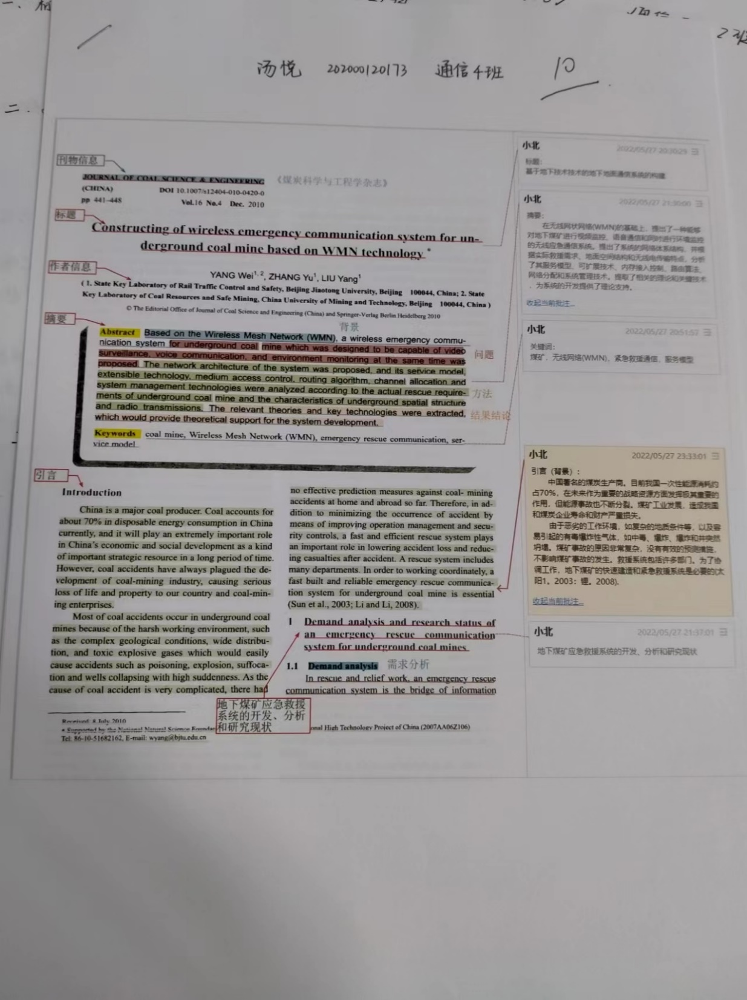 一、
二、
汤悦 202000120173 通信4班 10
刊物信息
JOURNAL OF COAL SCIENCE & ENGINEERING 《煤炭科学与工程学杂志》
(CHINA) DOI 10.1007/s12404-010-0420-0
pp 441–448 Vol.16 No.4 Dec. 2010
标题
Constructing of wireless emergency communication system for un-
derground coal mine based on WMN technology *
作者信息
YANG Wei1, 2, ZHANG Yu1, LIU Yang1
( 1. State Key Laboratory of Rail Traffic Control and Safety, Beijing Jiaotong University, Beijing 100044, China; 2. State
Key Laboratory of Coal Resources and Safe Mining, China University of Mining and Technology, Beijing 100044, China )
© The Editorial Office of Journal of Coal Science and Engineering (China) and Springer-Verlag Berlin Heidelberg 2010
摘要
背景
Abstract Based on the Wireless Mesh Network (WMN), a wireless emergency commu-
nication system for underground coal mine which was designed to be capable of video
surveillance, voice communication, and environment monitoring at the same time was 问题
proposed. The network architecture of the system was proposed, and its service model,
extensible technology, medium access control, routing algorithm, channel allocation and
system management technologies were analyzed according to the actual rescue require- 方法
ments of underground coal mine and the characteristics of underground spatial structure
and radio transmissions. The relevant theories and key technologies were extracted, 结果结论
which would provide theoretical support for the system development.
Keywords coal mine, Wireless Mesh Network (WMN), emergency rescue communication, ser-
vice model
引言
Introduction
China is a major coal producer. Coal accounts for
about 70% in disposable energy consumption in China
currently, and it will play an extremely important role
in China's economic and social development as a kind
of important strategic resource in a long period of time.
However, coal accidents have always plagued the de-
velopment of coal-mining industry, causing serious
loss of life and property to our country and coal-min-
ing enterprises.
Most of coal accidents occur in underground coal
mines because of the harsh working environment, such
as the complex geological conditions, wide distribu-
tion, and toxic explosive gases which would easily
cause accidents such as poisoning, explosion, suffoca-
tion and wells collapsing with high suddenness. As the
cause of coal accident is very complicated, there had
no effective prediction measures against coal- mining
accidents at home and abroad so far. Therefore, in ad-
dition to minimizing the occurrence of accident by
means of improving operation management and secu-
rity controls, a fast and efficient rescue system plays
an important role in lowering accident loss and reduc-
ing casualties after accident. A rescue system includes
many departments. In order to working coordinately, a
fast built and reliable emergency rescue communica-
tion system for underground coal mine is essential
(Sun et al., 2003; Li and Li, 2008).
1 Demand analysis and research status of
an emergency rescue communication
system for underground coal mines
1.1 Demand analysis 需求分析
In rescue and relief work, an emergency rescue
communication system is the bridge of information
地下煤矿应急救援
系统的开发、分析
和研究现状
Received: 8 July 2010
* Supported by the National Natural Science Foundat onal High Technology Project of China (2007AA06Z106)
Tel: 86-10-51682162, E-mail: wyang@bjtu.edu.cn
小北 2022/05/27 20:30:29
标题:
基于地下技术技术的地下地面通信系统的构建
小北 2022/05/27 21:30:00
摘要:
在无线网状网络(WMN)的基础上，提出了一种能够
对地下煤矿进行视频监控、语音通信和同时进行环境监控
的无线应急通信系统。提出了系统的网络体系结构，并根
据实际救援需求、地面空间结构和无线电传输特点，分析
了其服务模型、可扩展技术、内存接入控制、路由算法、
网络分配和系统管理技术。提取了相关的理论和关键技术
，为系统的开发提供了理论支持。
收起当前批注...
小北 2022/05/27 20:51:57
关键词:
煤矿，无线网络(WMN)，紧急救援通信，服务模型
小北 2022/05/27 23:33:01
引言（背景）:
中国著名的煤炭生产商。目前我国一次性能源消耗约
占70%，在未来作为重要的战略资源方面发挥极其重要的
作用，但能源事故也不断分裂。煤矿工业发展，造成我国
和煤炭企业寿命和财产严重损失。
由于恶劣的工作环境，如复杂的地质条件等，以及容
易引起的有毒爆炸性气体，如中毒、爆炸、爆炸和井突然
坍塌。煤矿事故的原因非常复杂，没有有效的预测措施，
不影响煤矿事故的发生。救援系统包括许多部门。为了协
调工作，地下煤矿的快速建造和紧急救援系统是必要的(太
阳1，2003；锂，2008).
收起当前批注...
小北 2022/05/27 21:37:01
地下煤矿应急救援系统的开发、分析和研究现状